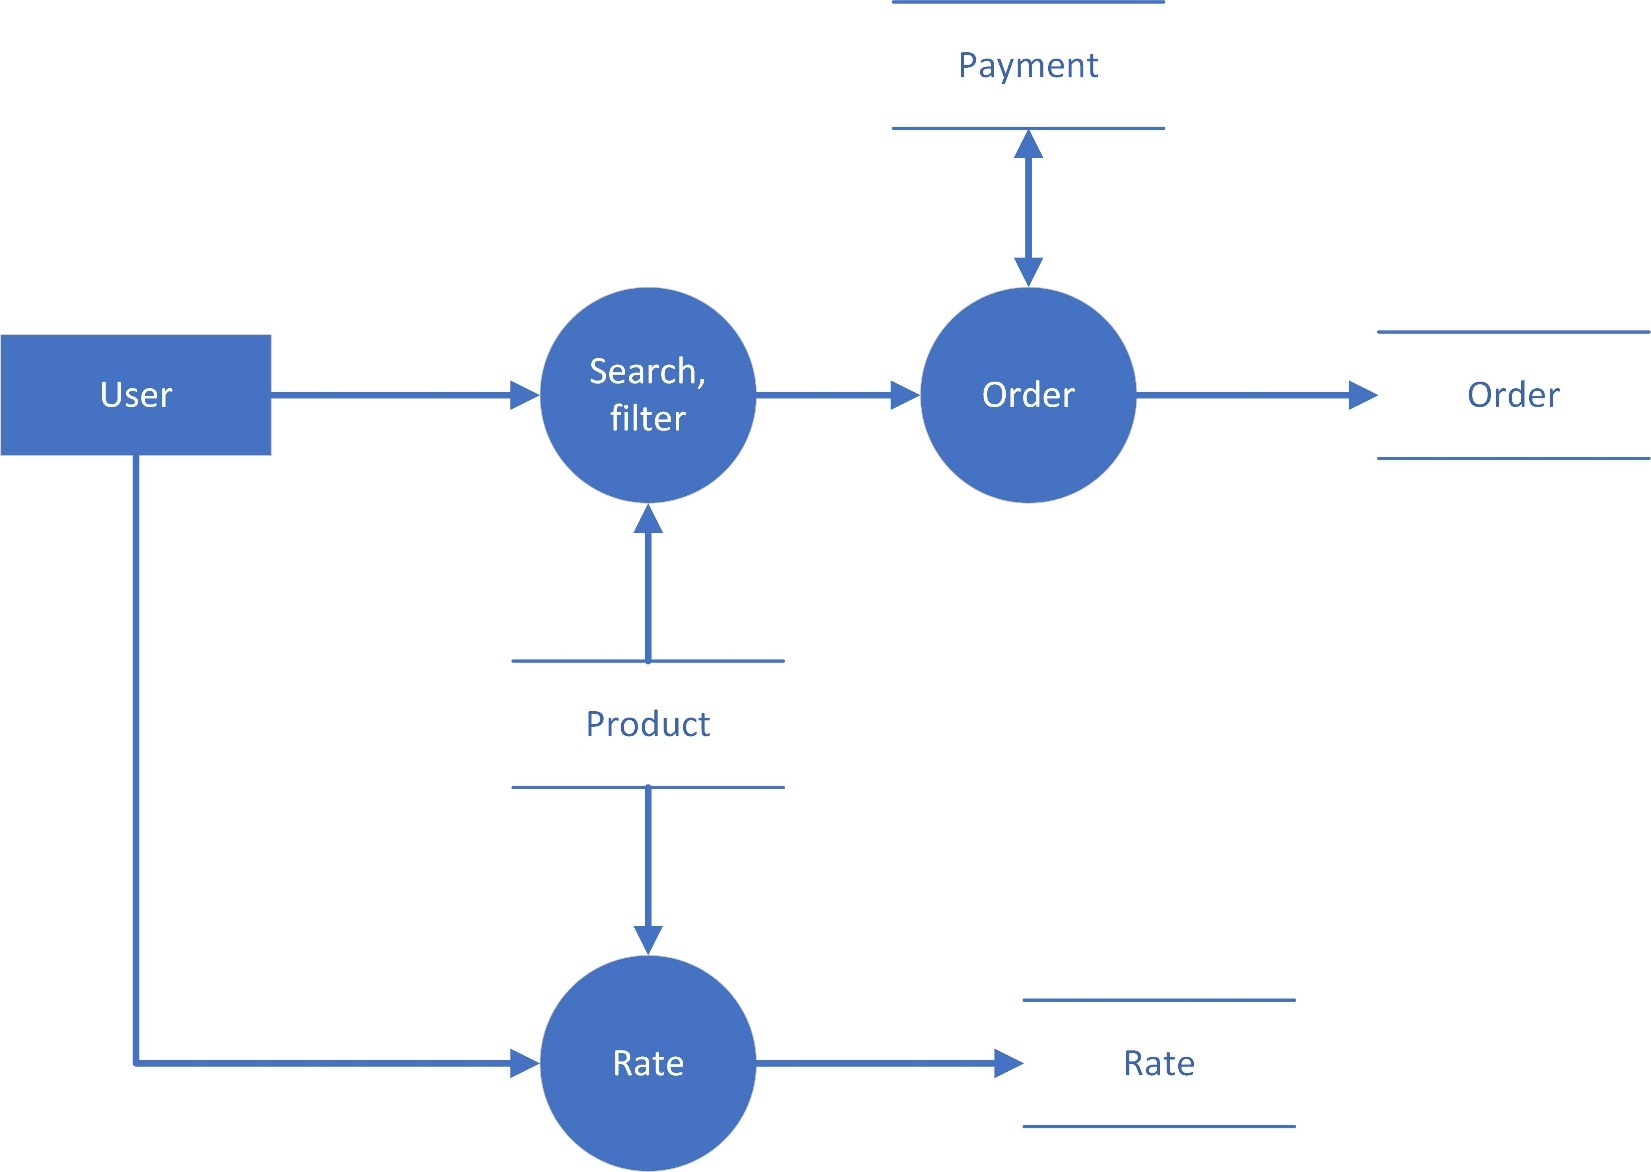 Payment
User
Search,
filter
Order
Order
Product
Rate
Rate